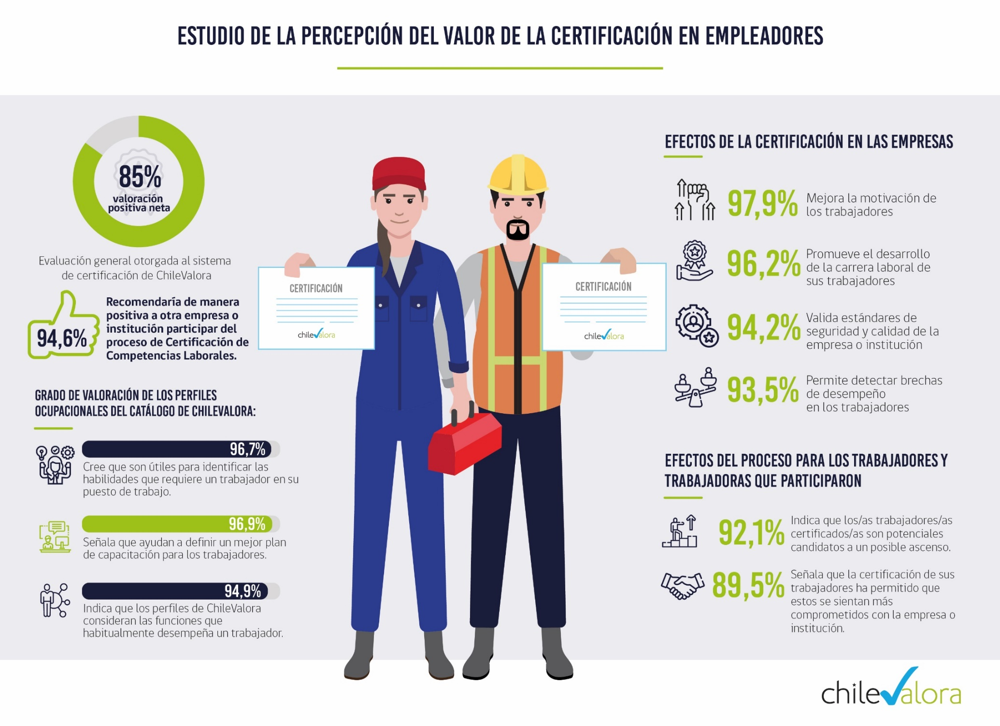 ESTUDIO DE LA PERCEPCIÓN DEL VALOR DE LA CERTIFICACIÓN EN EMPLEADORES
85%
valoración
positiva neta
Evaluación general otorgada al sistema
de certificación de ChileValora
94,6%
Recomendaría de manera
positiva a otra empresa o
institución participar del
proceso de Certificación de
Competencias Laborales.
GRADO DE VALORACIÓN DE LOS PERFILES
OCUPACIONALES DEL CATÁLOGO DE CHILEVALORA:
96,7%
Cree que son útiles para identificar las
habilidades que requiere un trabajador en su
puesto de trabajo.
96,9%
Señala que ayudan a definir un mejor plan
de capacitación para los trabajadores.
94,9%
Indica que los perfiles de ChileValora
consideran las funciones que
habitualmente desempeña un trabajador.
CERTIFICACIÓN
chileValora
CERTIFICACIÓN
chileValora
EFECTOS DE LA CERTIFICACIÓN EN LAS EMPRESAS
97,9%
Mejora la motivación de
los trabajadores
96,2%
Promueve el desarrollo
de la carrera laboral de
sus trabajadores
94,2%
Valida estándares de
seguridad y calidad de la
empresa o institución
93,5%
Permite detectar brechas
de desempeño
en los trabajadores
EFECTOS DEL PROCESO PARA LOS TRABAJADORES Y
TRABAJADORAS QUE PARTICIPARON
92,1%
Indica que los/as trabajadores/as
certificados/as son potenciales
candidatos a un posible ascenso.
89,5%
Señala que la certificación de sus
trabajadores ha permitido que
estos se sientan más
comprometidos con la empresa o
institución.
chileValora